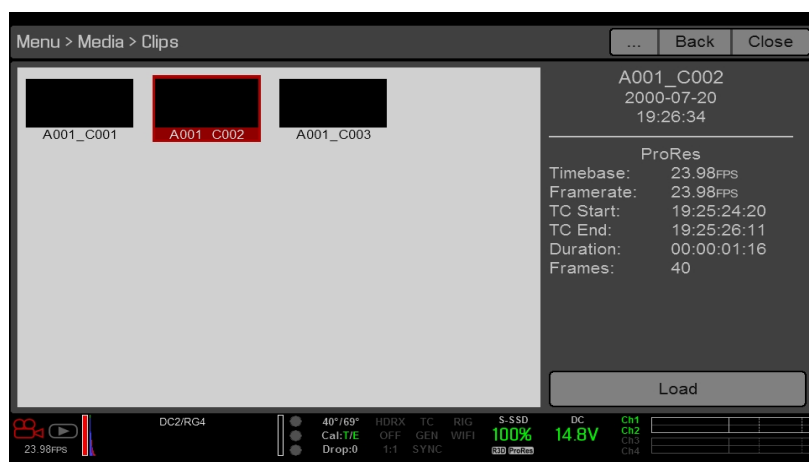 Menu > Media > Clips ... Back Close
A001_C001 A001_C002 A001_C003
A001_C002
2000-07-20
19:26:34
ProRes
Timebase: 23.98FPS
Framerate: 23.98FPS
TC Start: 19:25:24:20
TC End: 19:25:26:11
Duration: 00:00:01:16
Frames: 40
Load
DC2/RG4 40°/69° HDRX TC RIG S-SSD DC Ch1
Cal:T/E OFF GEN WIFI 100% 14.8V Ch2
23.98FPS Drop:0 1:1 SYNC R3D ProRes Ch3
Ch4